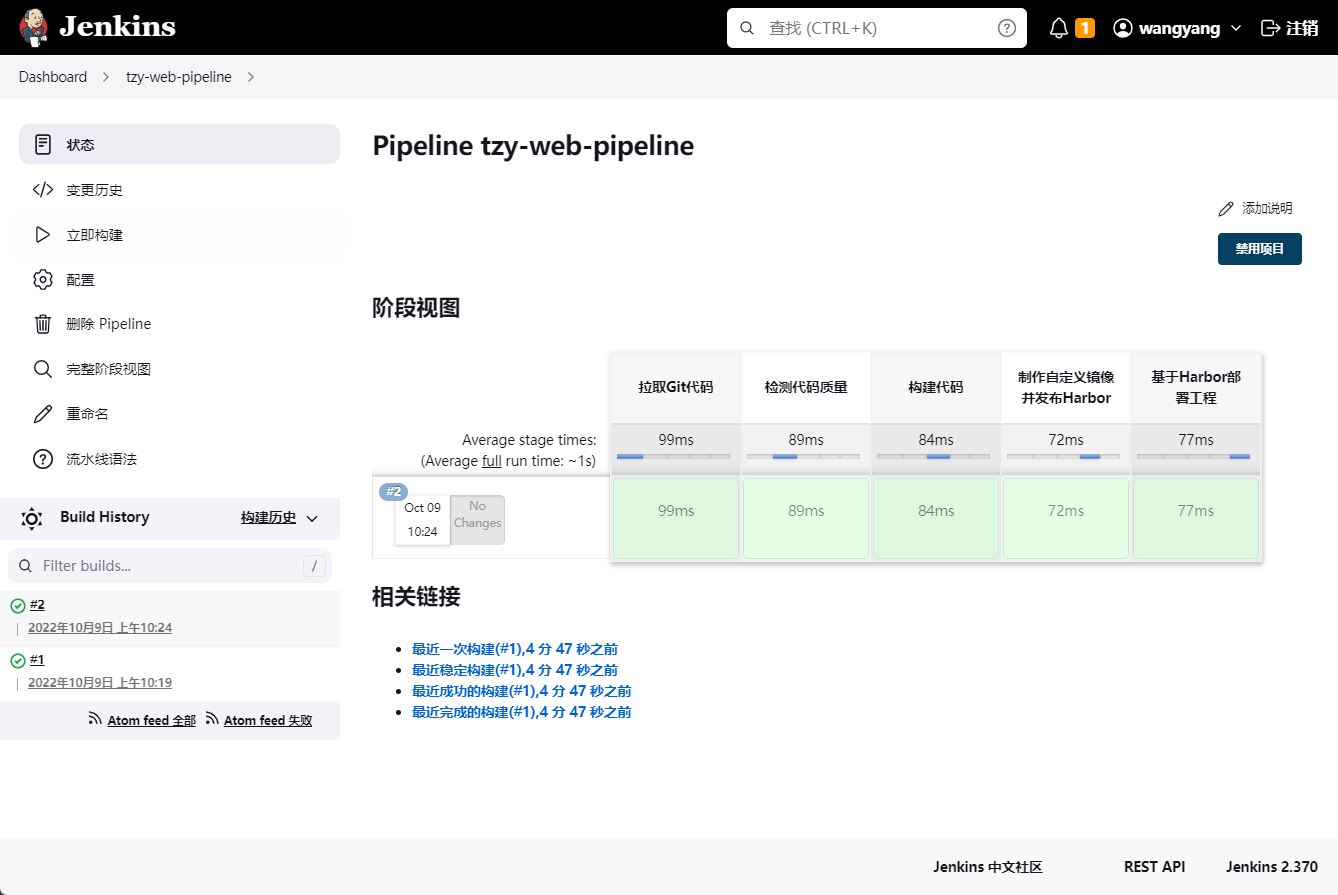 Jenkins
查找 (CTRL+K)
?
1
wangyang
注销
Dashboard
tzy-web-pipeline
状态
变更历史
立即构建
配置
删除 Pipeline
完整阶段视图
重命名
流水线语法
Build History
构建历史
Filter builds...
/
#2
2022年10月9日 上午10:24
#1
2022年10月9日 上午10:19
Atom feed 全部
Atom feed 失败
Pipeline tzy-web-pipeline
添加说明
禁用项目
阶段视图
拉取Git代码
检测代码质量
构建代码
制作自定义镜像
并发布Harbor
基于Harbor部
署工程
Average stage times:
(Average full run time: ~1s)
99ms
89ms
84ms
72ms
77ms
#2
Oct 09
10:24
No
Changes
99ms
89ms
84ms
72ms
77ms
相关链接
最近一次构建(#1),4 分 47 秒之前
最近稳定构建(#1),4 分 47 秒之前
最近成功的构建(#1),4 分 47 秒之前
最近完成的构建(#1),4 分 47 秒之前
Jenkins 中文社区
REST API
Jenkins 2.370